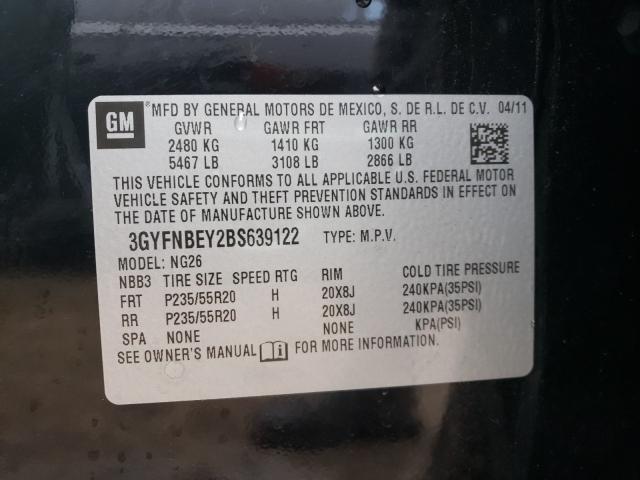 GM
®MFD BY GENERAL MOTORS DE MEXICO, S. DE R.L. DE C.V. 04/11
GVWR GAWR FRT GAWR RR
2480 KG 1410 KG 1300 KG
5467 LB 3108 LB 2866 LB
THIS VEHICLE CONFORMS TO ALL APPLICABLE U.S. FEDERAL MOTOR
VEHICLE SAFETY AND THEFT PREVENTION STANDARDS IN EFFECT ON
THE DATE OF MANUFACTURE SHOWN ABOVE.
3GYFNBEY2BS639122 TYPE: M.P.V.
MODEL: NG26
NBB3 TIRE SIZE SPEED RTG RIM COLD TIRE PRESSURE
FRT P235/55R20 H 20X8J 240KPA(35PSI)
RR P235/55R20 H 20X8J 240KPA(35PSI)
SPA NONE NONE KPA(PSI)
SEE OWNER'S MANUAL i FOR MORE INFORMATION.